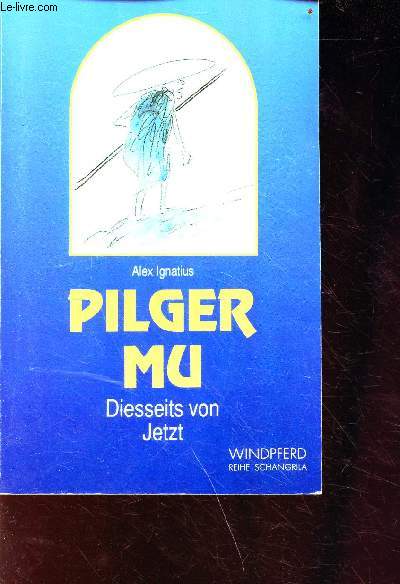 Le-livre.com
Alex Ignatius
PILGER
MU
Diesseits von
Jetzt
WINDPFERD
REIHE SCHANGRILA